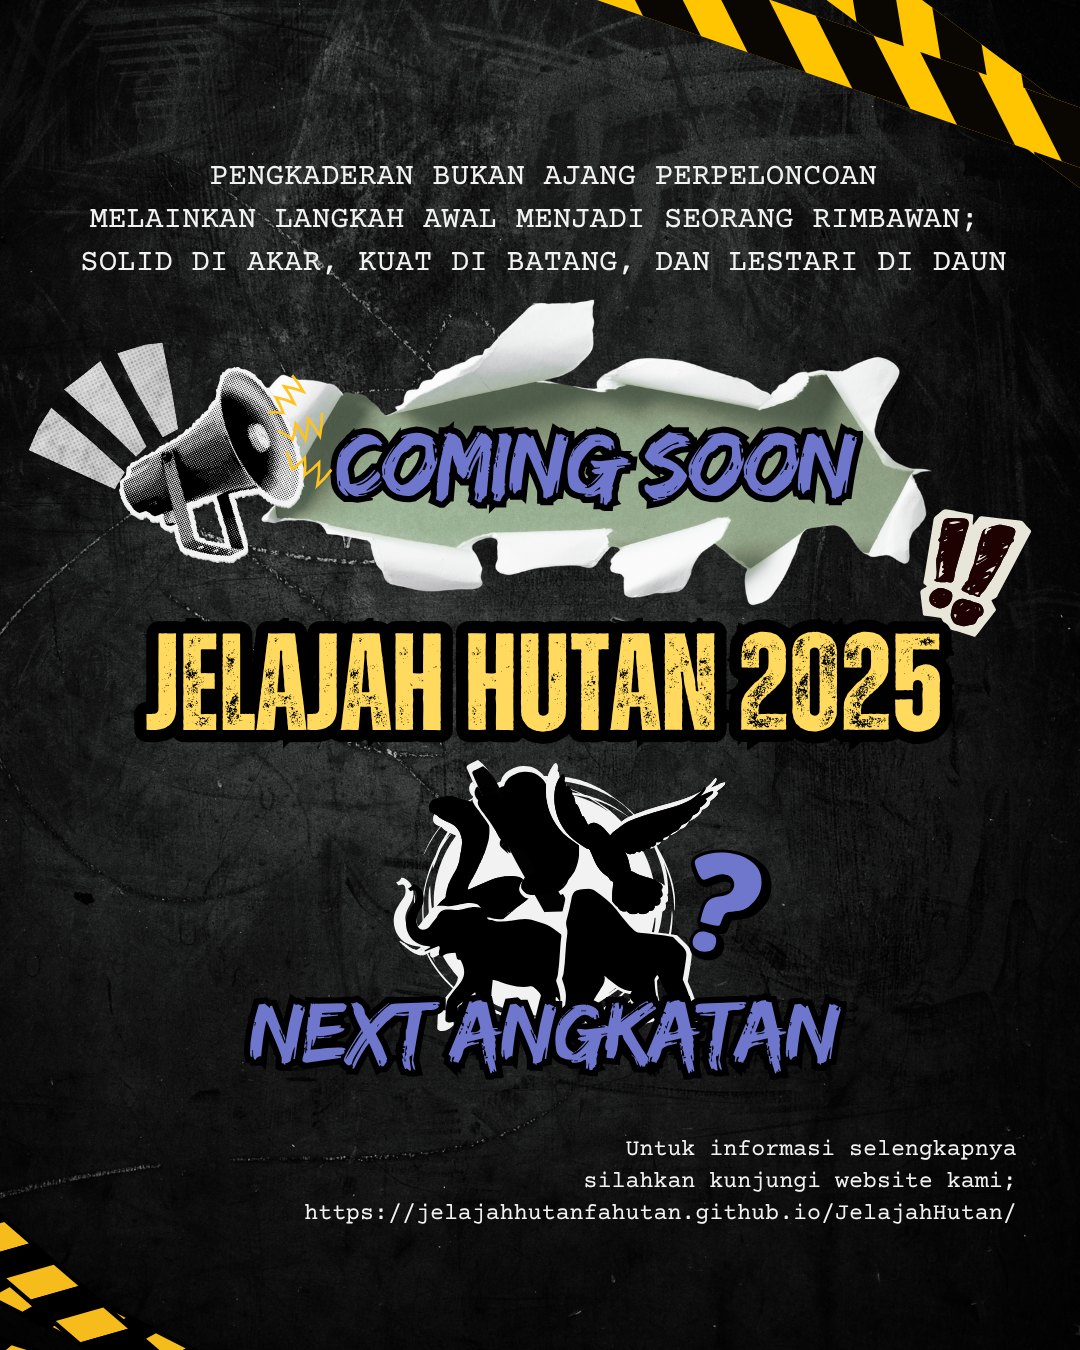 PENGKADERAN BUKAN AJANG PERPELONCOAN
MELAINKAN LANGKAH AWAL MENJADI SEORANG RIMBAWAN;
SOLID DI AKAR, KUAT DI BATANG, DAN LESTARI DI DAUN
COMING SOON
!!
JELAJAH HUTAN 2025
?
NEXT ANGKATAN
Untuk informasi selengkapnya
silahkan kunjungi website kami;
https://jelajahhutanfahutan.github.io/JelajahHutan/